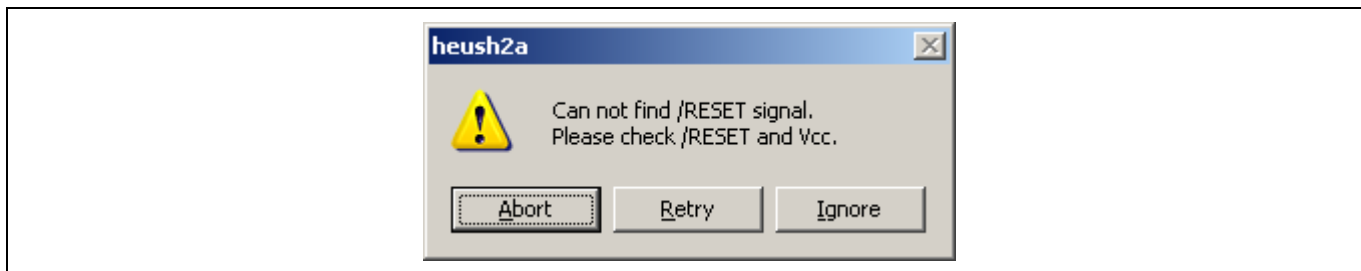 heush2a
Can not find /RESET signal.
Please check /RESET and Vcc.
Abort
Retry
Ignore